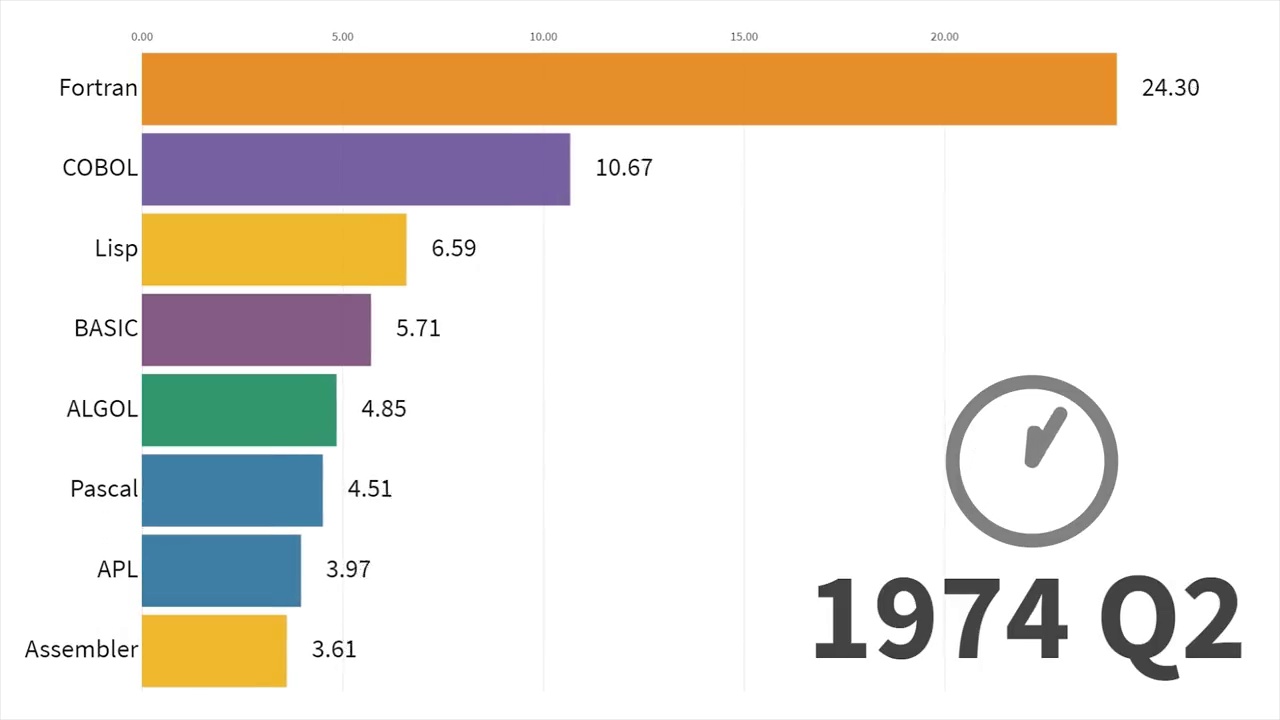 0.00 5.00 10.00 15.00 20.00
Fortran 24.30
COBOL 10.67
Lisp 6.59
BASIC 5.71
ALGOL 4.85
Pascal 4.51
APL 3.97
Assembler 3.61
1974 Q2